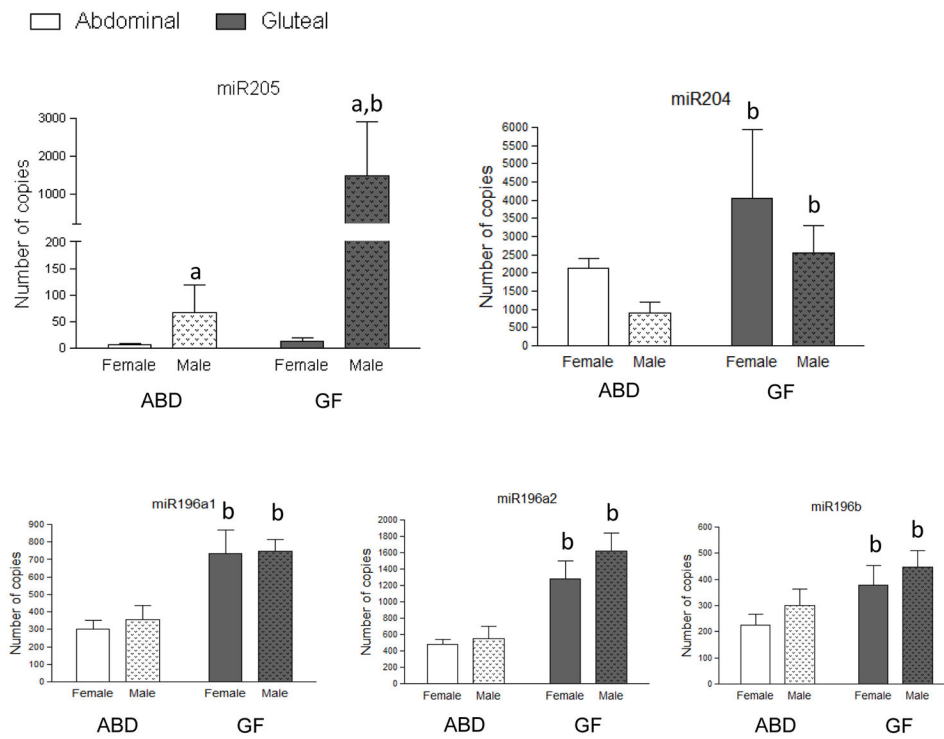 Abdominal Gluteal
miR205
Number of copies
3000
2000
1000
200
150
100
50
0
a
a,b
Female Male Female Male
ABD GF
miR204
Number of copies
6000
5500
5000
4500
4000
3500
3000
2500
2000
1500
1000
500
0
b
b
Female Male Female Male
ABD GF
miR196a1
Number of copies
900
800
700
600
500
400
300
200
100
0
b b
Female Male Female Male
ABD GF
miR196a2
Number of copies
2000
1800
1600
1400
1200
1000
800
600
400
200
0
b
b
Female Male Female Male
ABD GF
miR196b
Number of copies
600
500
400
300
200
100
0
b
b
Female Male Female Male
ABD GF